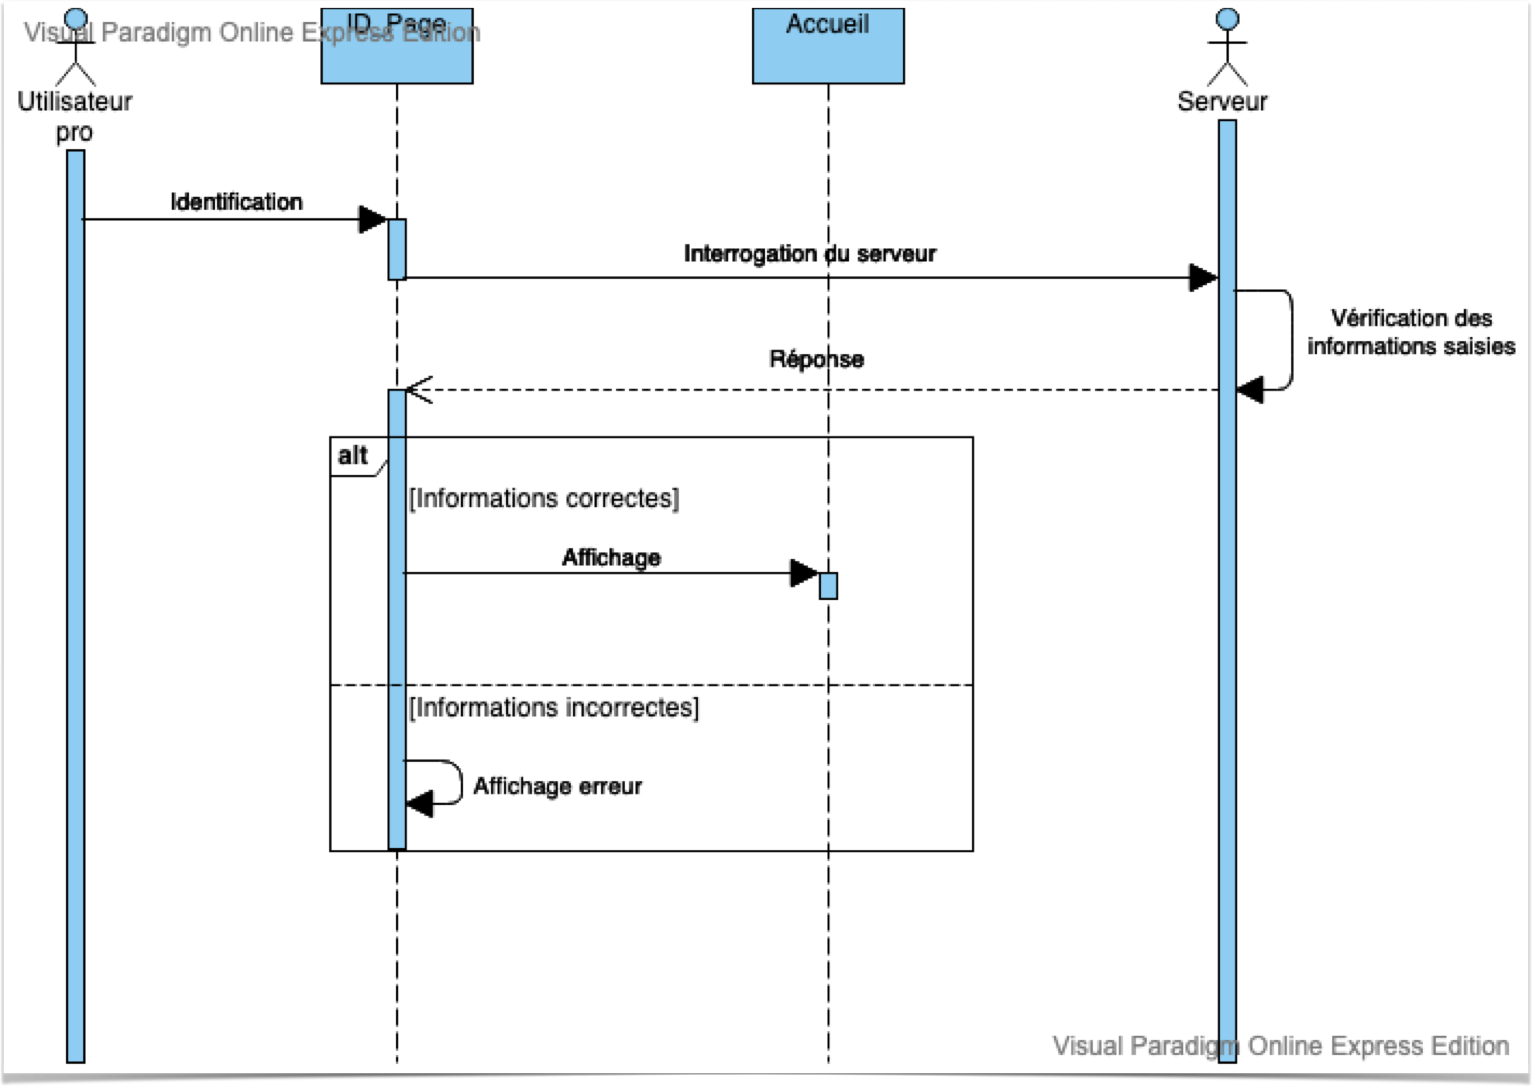 Visual Paradigm Online Express Edition
ID_Page
Accueil
Utilisateur
pro
Serveur
Identification
Interrogation du serveur
Vérification des
informations saisies
Réponse
alt
[Informations correctes]
Affichage
[Informations incorrectes]
Affichage erreur
Visual Paradigm Online Express Edition